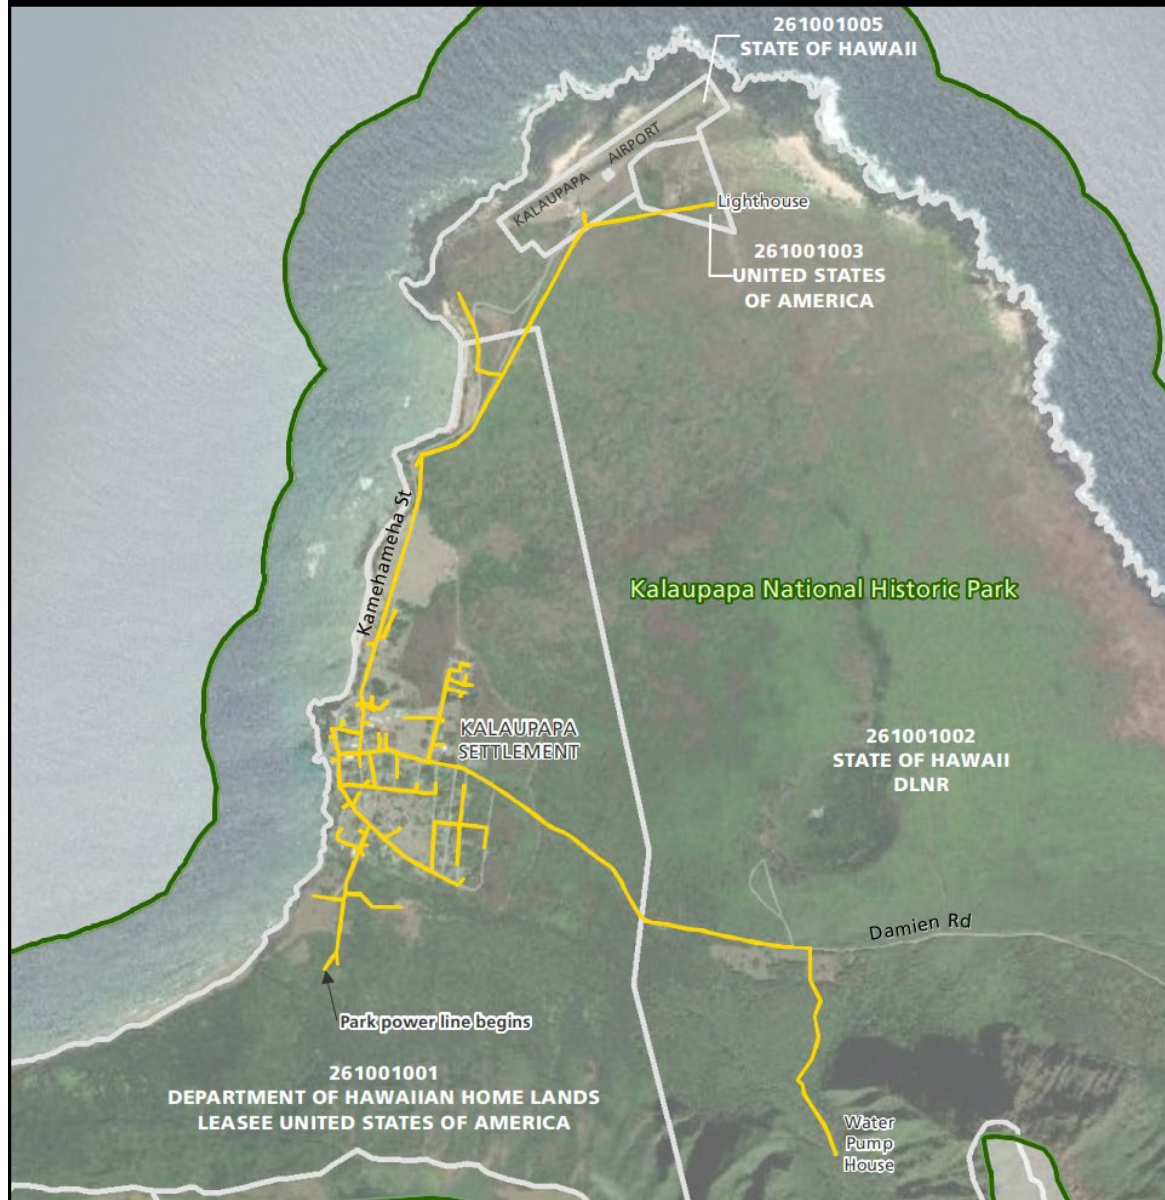 261001005
STATE OF HAWAII
KALAUPAPA AIRPORT
Lighthouse
261001003
UNITED STATES
OF AMERICA
Kamehameha St
Kalaupapa National Historic Park
KALAUPAPA
SETTLEMENT
261001002
STATE OF HAWAII
DLNR
Damien Rd
Park power line begins
261001001
DEPARTMENT OF HAWAIIAN HOME LANDS
LEASEE UNITED STATES OF AMERICA
Water
Pump
House